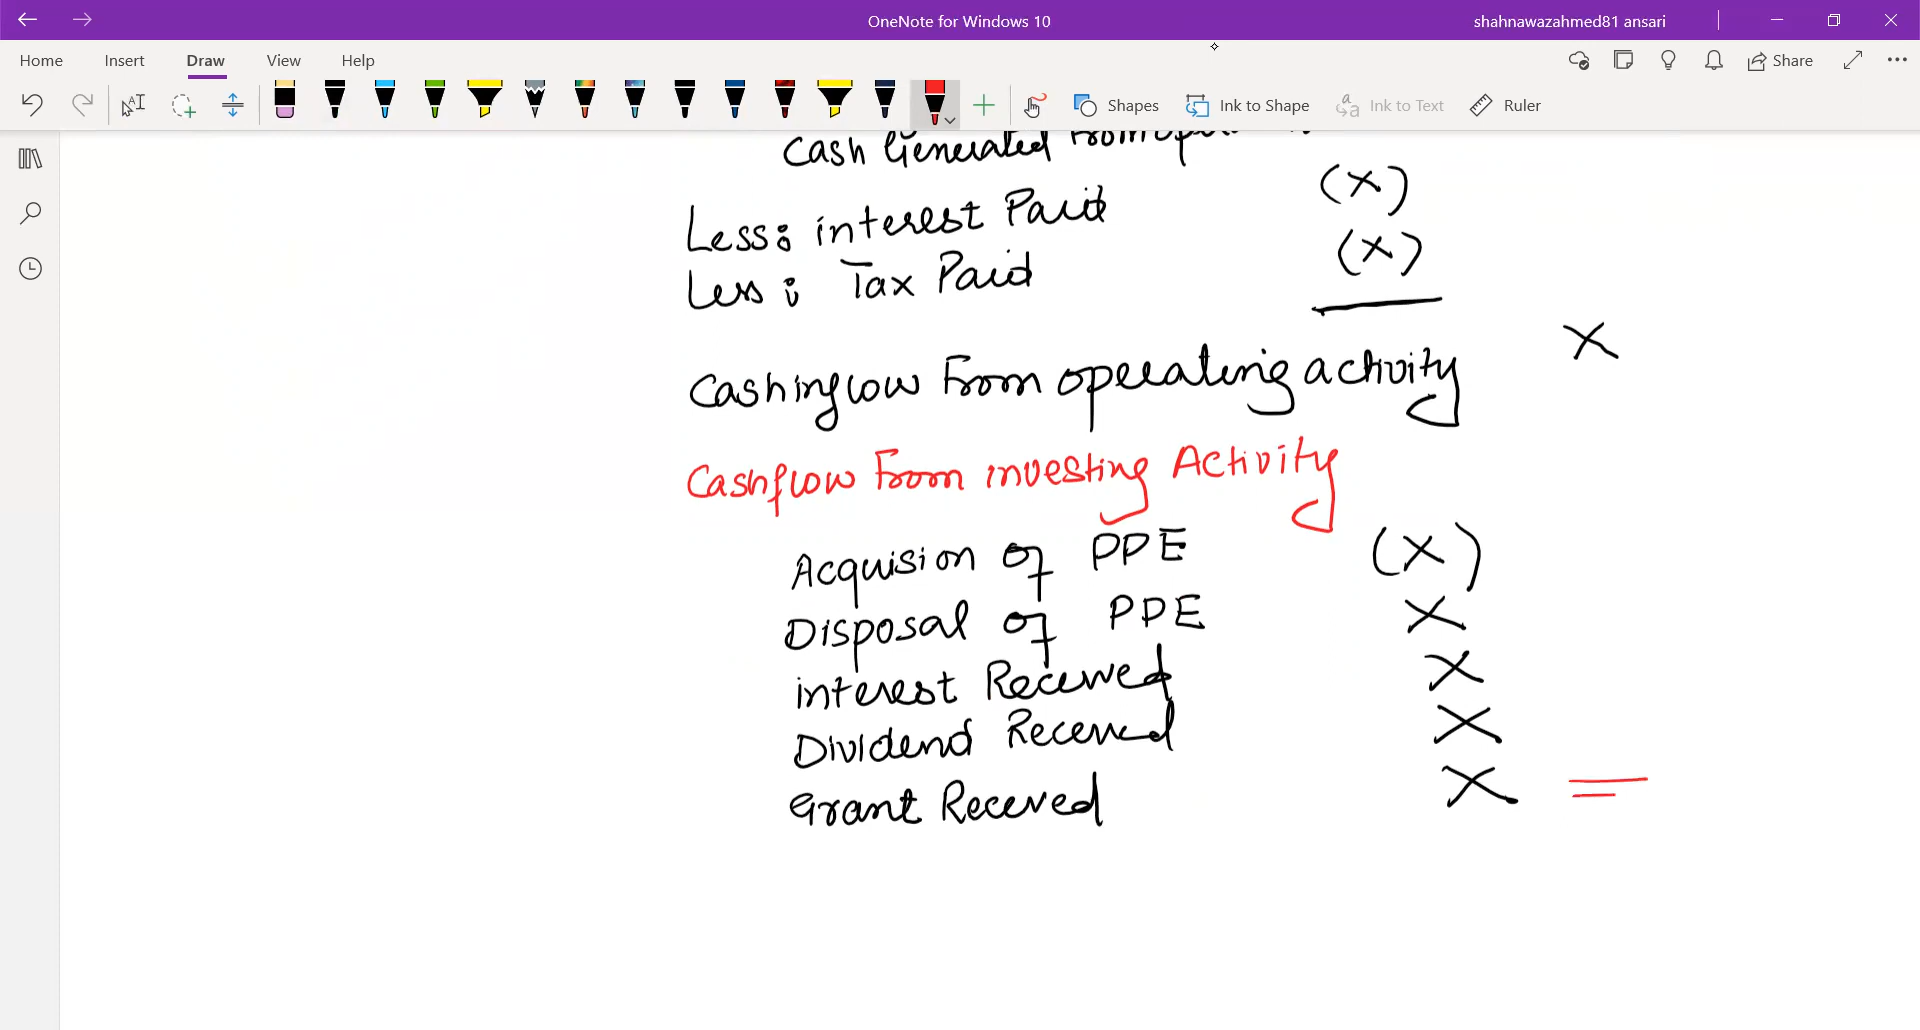 OneNote for Windows 10
shahnawazahmed81 ansari
Home Insert Draw View Help
Share
Shapes Ink to Shape Ink to Text Ruler
Cash Generated From
Less: interest Paid (x)
Less: Tax Paid (x)
Cashinflow From operating activity x
Cashflow From investing Activity
Acquision of PPE (x)
Disposal of PPE x
interest Received x
Dividend Received x
Grant Receved x